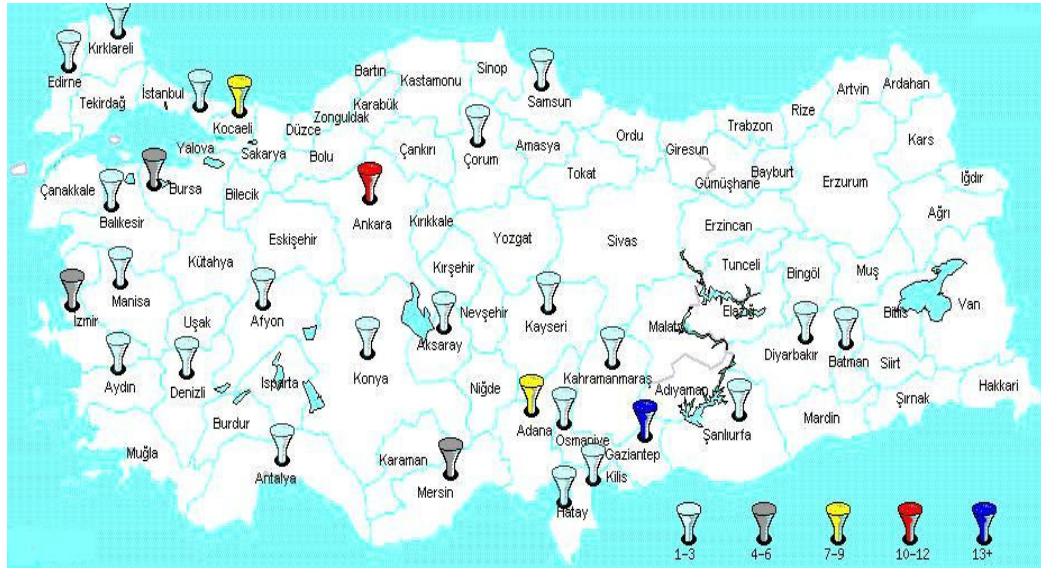 Kırklareli
Edirne
Tekirdağ
İstanbul
Kocaeli
Yalova
Sakarya
Düzce
Zonguldak
Bartın
Karabük
Kastamonu
Sinop
Samsun
Bolu
Çankırı
Çorum
Amasya
Ordu
Tokat
Giresun
Trabzon
Rize
Artvin
Ardahan
Kars
Gümüşhane
Bayburt
Erzurum
Iğdır
Ağrı
Çanakkale
Balıkesir
Bursa
Bilecik
Eskişehir
Ankara
Kırıkkale
Yozgat
Sivas
Erzincan
Tunceli
Bingöl
Muş
Bitlis
Van
Kütahya
Manisa
İzmir
Uşak
Afyon
Kırşehir
Nevşehir
Aksaray
Kayseri
Malatya
Elazığ
Diyarbakır
Batman
Siirt
Hakkari
Şırnak
Mardin
Aydın
Denizli
Isparta
Konya
Niğde
Kahramanmaraş
Adıyaman
Şanlıurfa
Burdur
Muğla
Antalya
Karaman
Mersin
Adana
Osmaniye
Gaziantep
Kilis
Hatay
1-3
4-6
7-9
10-12
13+